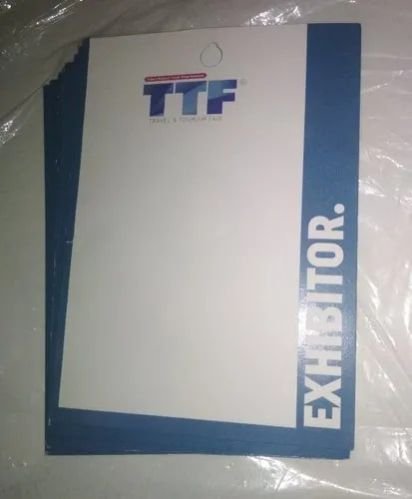 TTF
TRAVEL & TOURISM FAIR
EXHIBITOR.